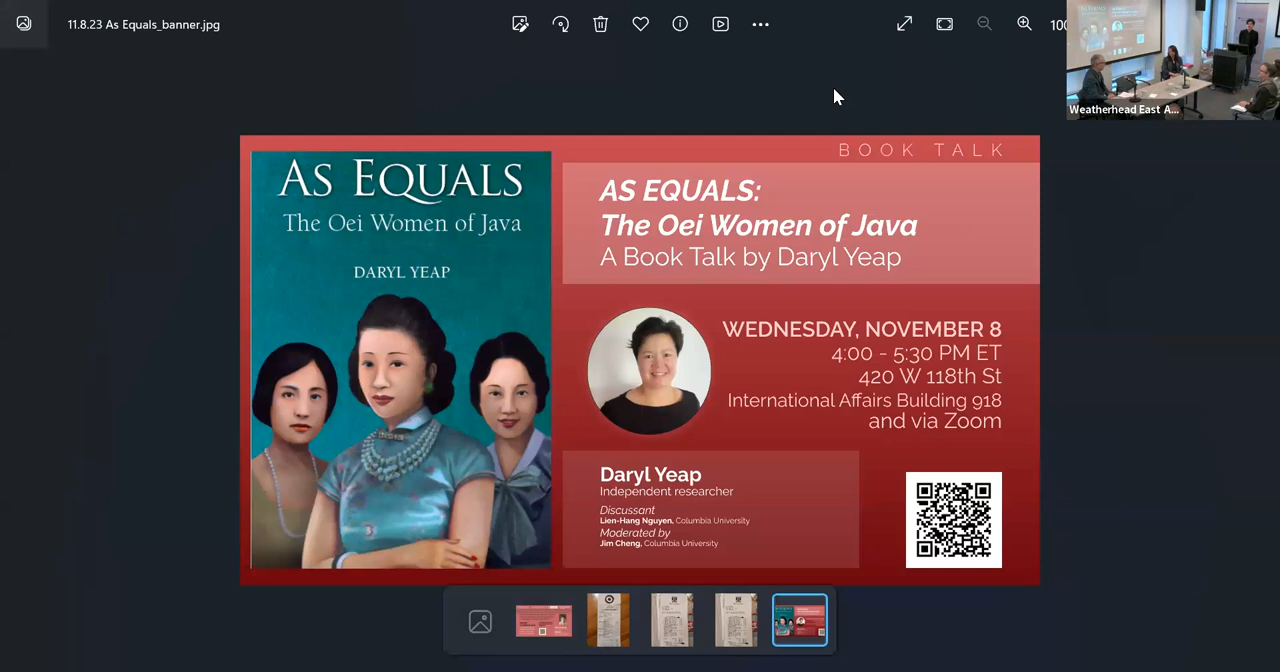 11.8.23 As Equals_banner.jpg
Weatherhead East A...
BOOK TALK
AS EQUALS
The Oei Women of Java
DARYL YEAP
AS EQUALS:
The Oei Women of Java
A Book Talk by Daryl Yeap
WEDNESDAY, NOVEMBER 8
4:00 - 5:30 PM ET
420 W 118th St
International Affairs Building 918
and via Zoom
Daryl Yeap
Independent researcher
Discussant
Lien-Hang Nguyen, Columbia University
Moderated by
Jim Cheng, Columbia University